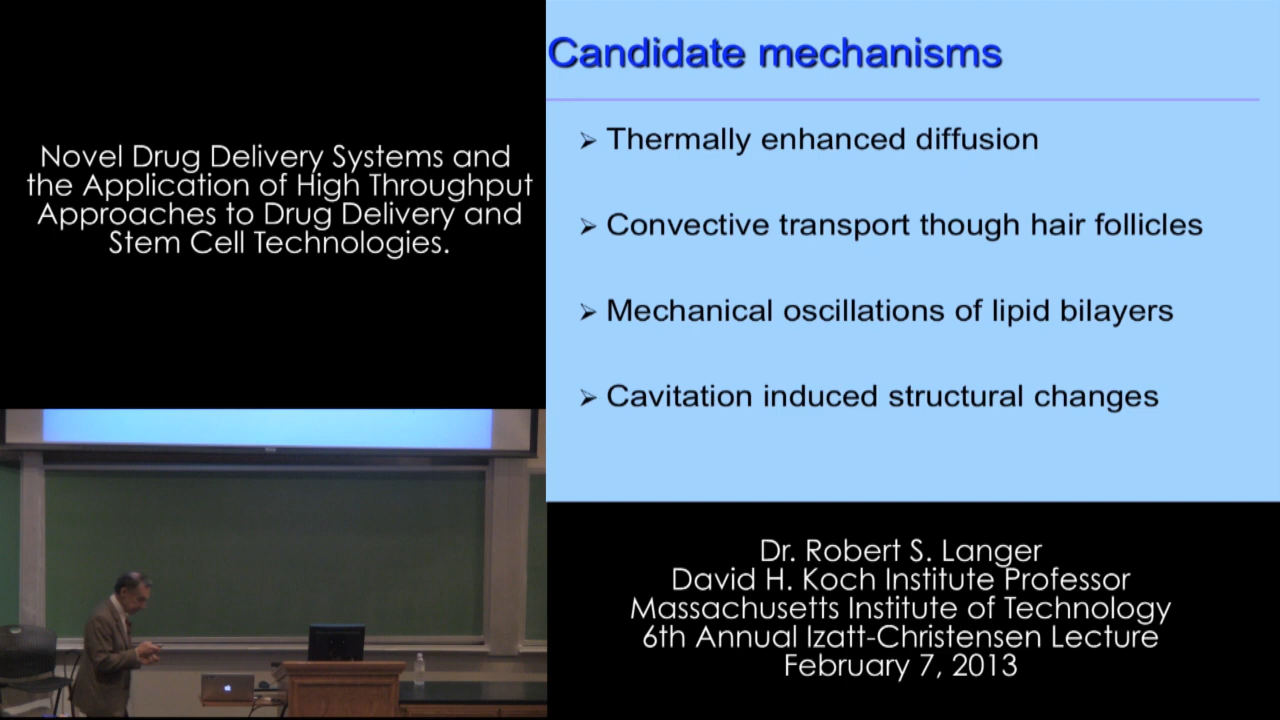 Novel Drug Delivery Systems and
the Application of High Throughput
Approaches to Drug Delivery and
Stem Cell Technologies.
Candidate mechanisms
Thermally enhanced diffusion
Convective transport though hair follicles
Mechanical oscillations of lipid bilayers
Cavitation induced structural changes
Dr. Robert S. Langer
David H. Koch Institute Professor
Massachusetts Institute of Technology
6th Annual Izatt-Christensen Lecture
February 7, 2013